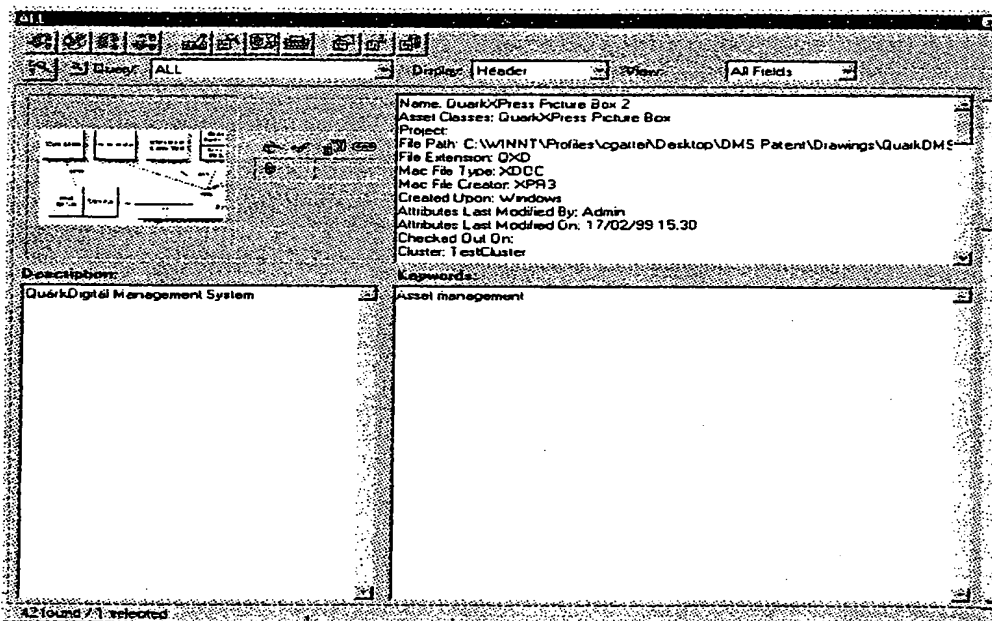 ALL
Query: ALL Display: Header View: All Fields
Name: QuarkXPress Picture Box 2
Asset Classes: QuarkXPress Picture Box
Project:
File Path: C:\WINNT\Profiles\cgarrel\Desktop\DMS Patent\Drawings\QuarkDMS
File Extension: QXD
Mac File Type: XDOC
Mac File Creator: XPR3
Created Upon: Windows
Attributes Last Modified By: Admin
Attributes Last Modified On: 17/02/99 15.30
Checked Out On:
Cluster: TestCluster
Description:
QuarkDigital Management System
Keywords:
Asset management
42 found / 1 selected